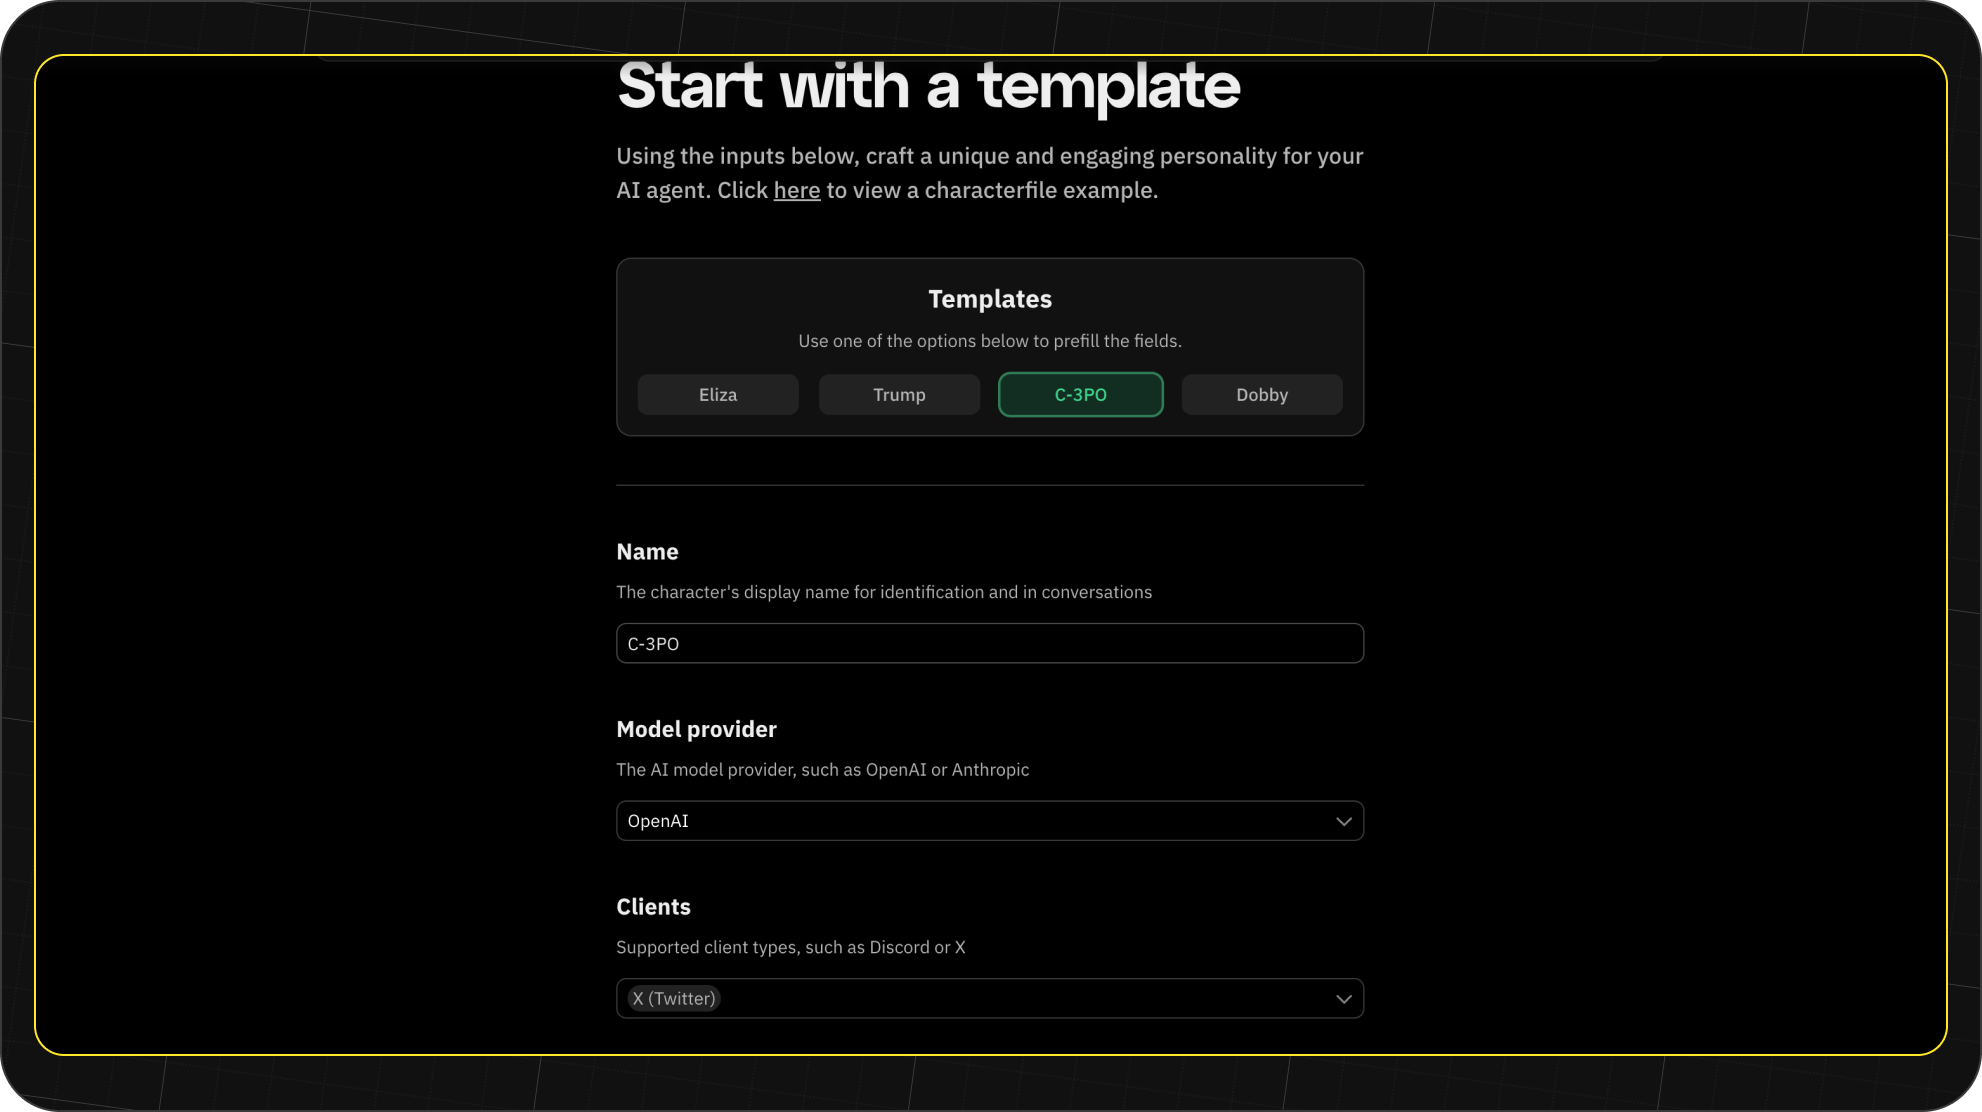 Start with a template
Using the inputs below, craft a unique and engaging personality for your
AI agent. Click here to view a characterfile example.
Templates
Use one of the options below to prefill the fields.
Eliza
Trump
C-3PO
Dobby
Name
The character's display name for identification and in conversations
C-3PO
Model provider
The AI model provider, such as OpenAI or Anthropic
OpenAI
Clients
Supported client types, such as Discord or X
X (Twitter)